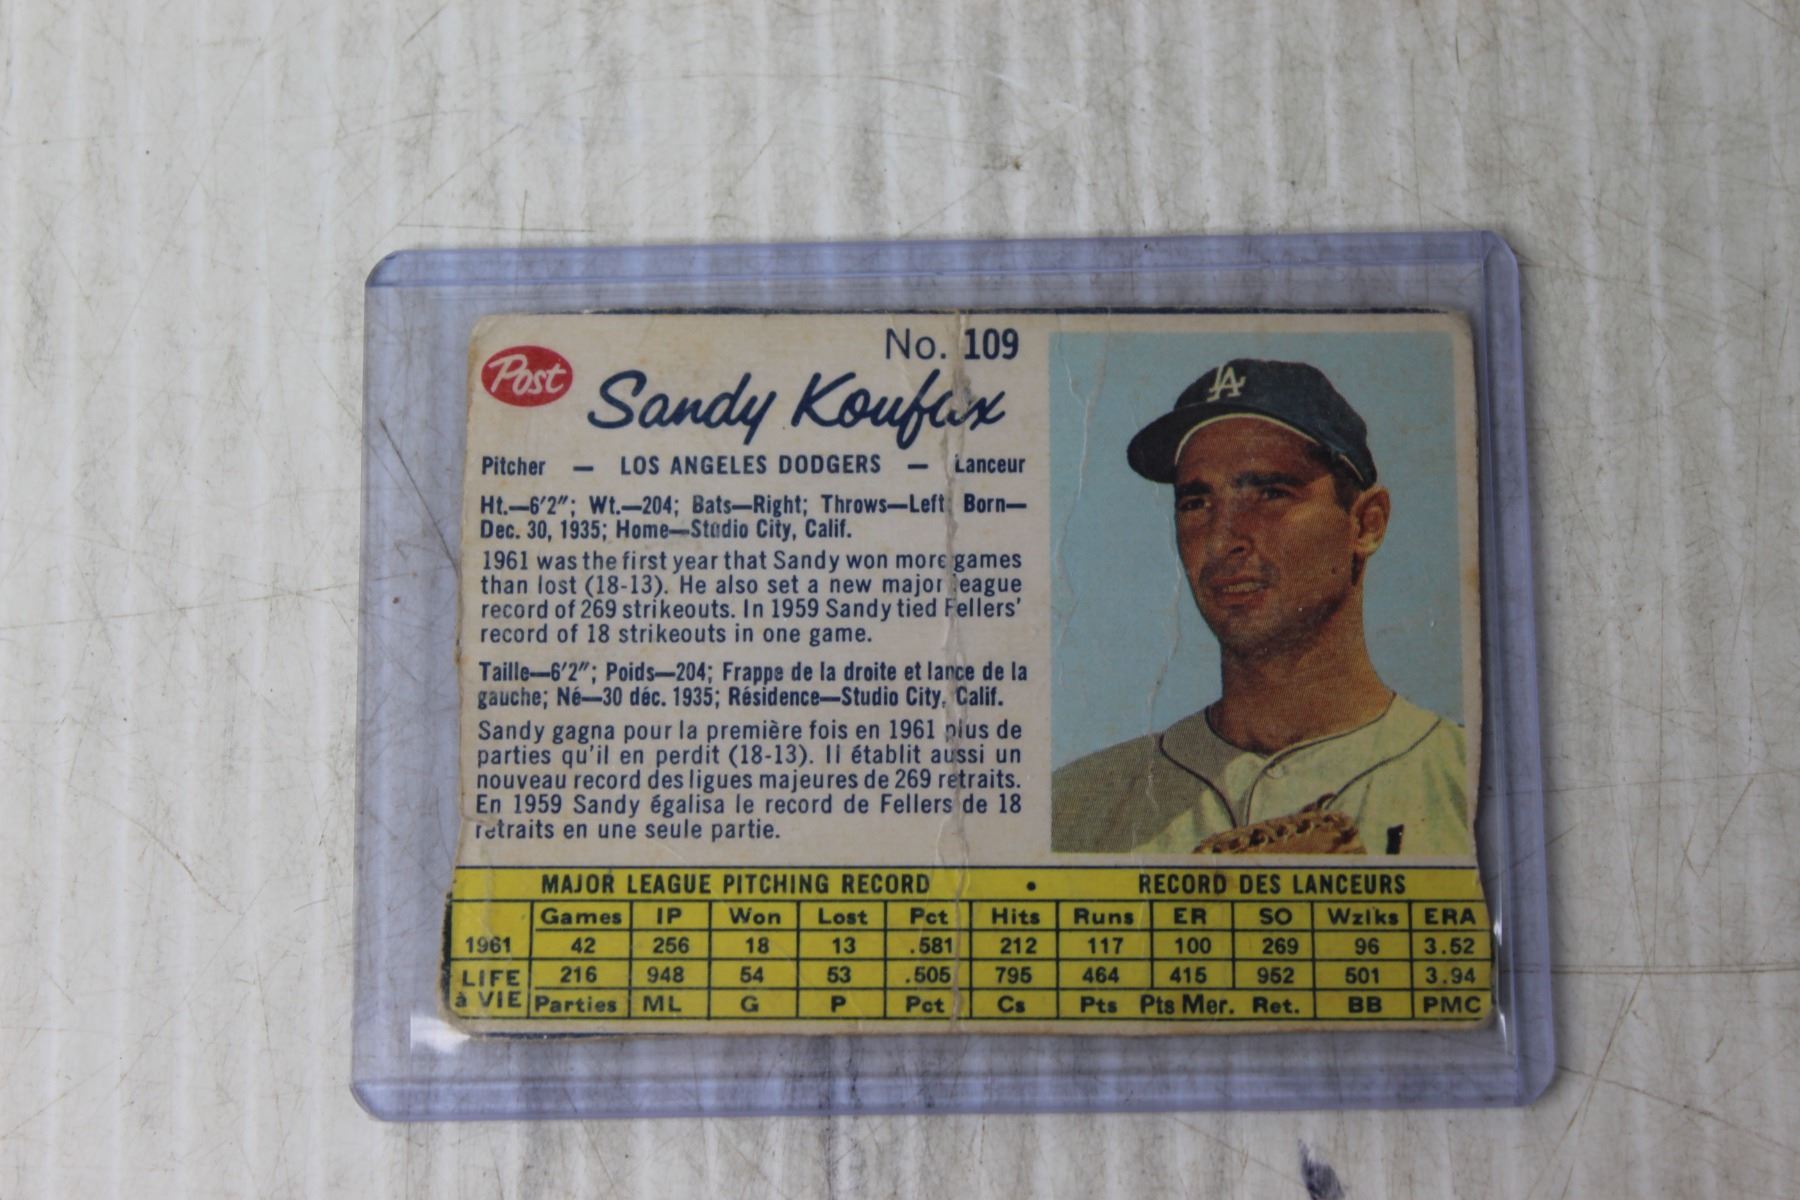 No. 109
Post
Sandy Koufax
Pitcher — LOS ANGELES DODGERS — Lanceur
Ht.—6'2"; Wt.—204; Bats—Right; Throws—Left; Born—
Dec. 30, 1935; Home—Studio City, Calif.
1961 was the first year that Sandy won more games
than lost (18-13). He also set a new major league
record of 269 strikeouts. In 1959 Sandy tied Fellers'
record of 18 strikeouts in one game.
Taille—6'2"; Poids—204; Frappe de la droite et lance de la
gauche; Né—30 déc. 1935; Résidence—Studio City, Calif.
Sandy gagna pour la première fois en 1961 plus de
parties qu'il en perdit (18-13). Il établit aussi un
nouveau record des ligues majeures de 269 retraits.
En 1959 Sandy égalisa le record de Fellers de 18
retraits en une seule partie.
LA
MAJOR LEAGUE PITCHING RECORD • RECORD DES LANCEURS
Games IP Won Lost Pct Hits Runs ER SO Wzlks ERA
1961 42 256 18 13 .581 212 117 100 269 96 3.52
LIFE 216 948 54 53 .505 795 464 415 952 501 3.94
à VIE Parties ML G P Pct Cs Pts Pts Mer. Ret. BB PMC